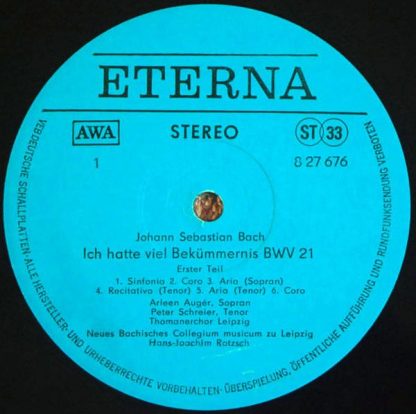 ETERNA
AWA
STEREO
ST 33
1
8 27 676
Johann Sebastian Bach
Ich hatte viel Bekümmernis BWV 21
Erster Teil
1. Sinfonia 2. Coro 3. Aria (Sopran)
4. Recitativo (Tenor) 5. Aria (Tenor) 6. Coro
Arleen Augér, Sopran
Peter Schreier, Tenor
Thomanerchor Leipzig
Neues Bachisches Collegium musicum zu Leipzig
Hans-Joachim Rotzsch
VEB DEUTSCHE SCHALLPLATTEN · ALLE HERSTELLER- UND URHEBERRECHTE VORBEHALTEN · ÜBERSPIELUNG, ÖFFENTLICHE AUFFÜHRUNG UND RUNDFUNKSENDUNG VERBOTEN